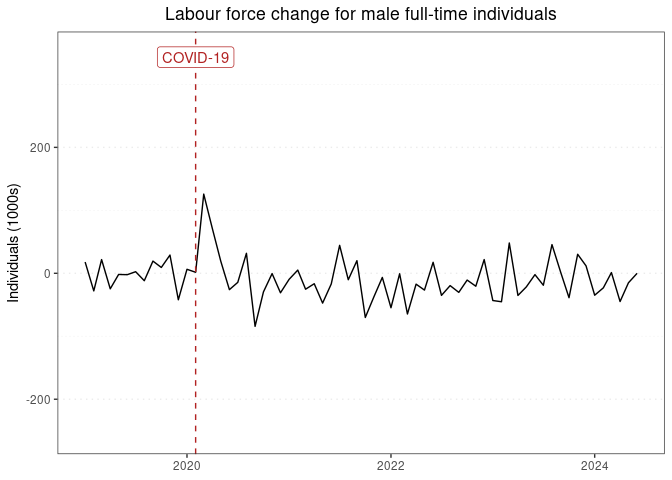 Labour force change for male full-time individuals
COVID-19
Individuals (1000s)
200
0
-200
2020
2022
2024